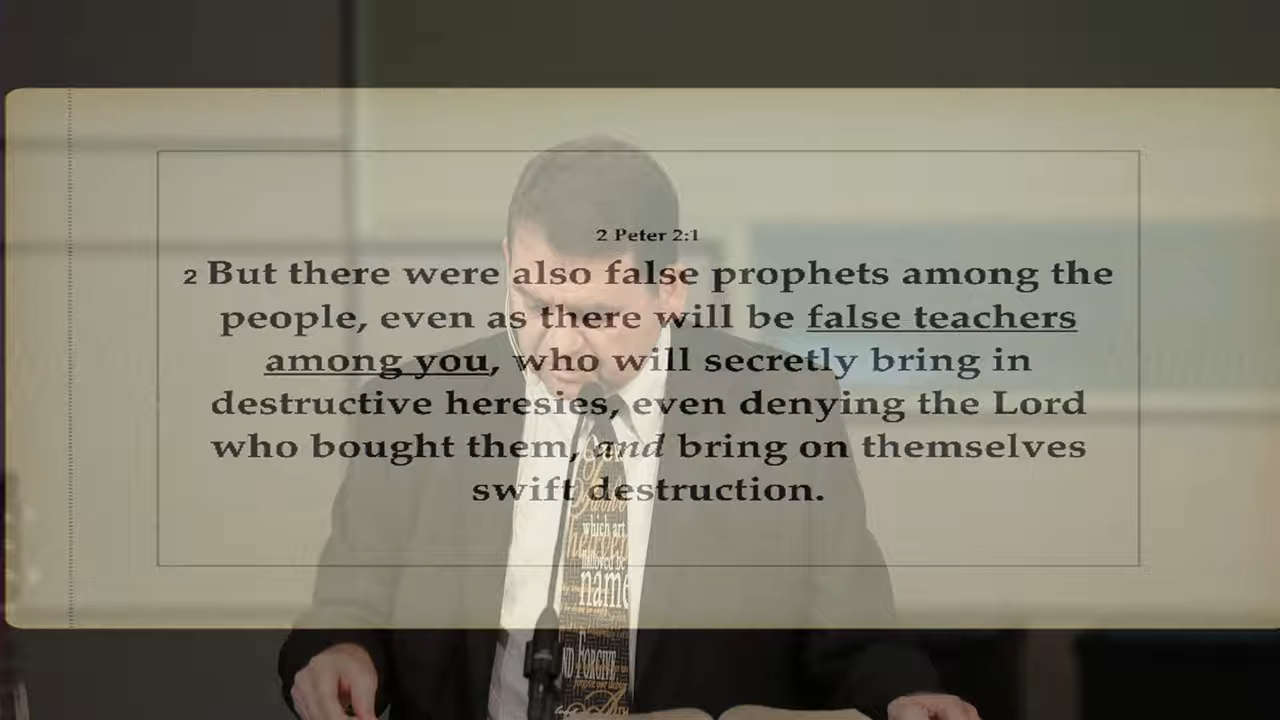 2 Peter 2:1
2 But there were also false prophets among the
people, even as there will be false teachers
among you, who will secretly bring in
destructive heresies, even denying the Lord
who bought them, and bring on themselves
swift destruction.
which art
hallowed be
name
AND FORGIVE